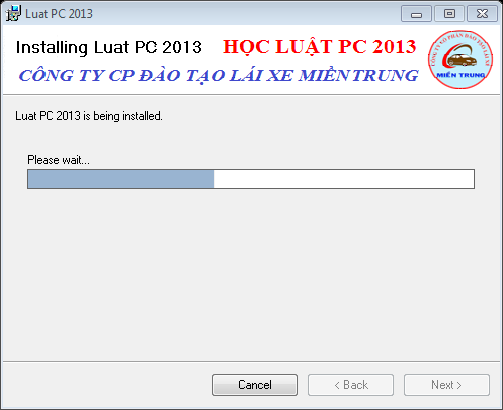 Luat PC 2013
Installing Luat PC 2013
HỌC LUẬT PC 2013
CÔNG TY CP ĐÀO TẠO LÁI XE MIỀN TRUNG
MIỀN TRUNG
Luat PC 2013 is being installed.
Please wait...
Cancel
< Back
Next >